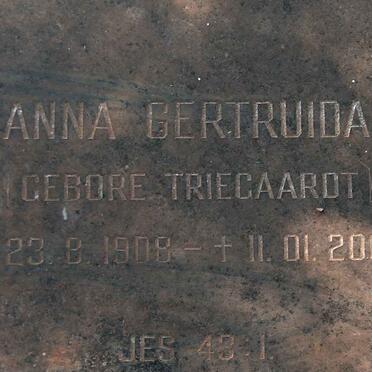 ANNA GERTRUIDA
(GEBORE TRIEGAARDT)
23.8.1908 - † 11.01.20
JES 43:1.